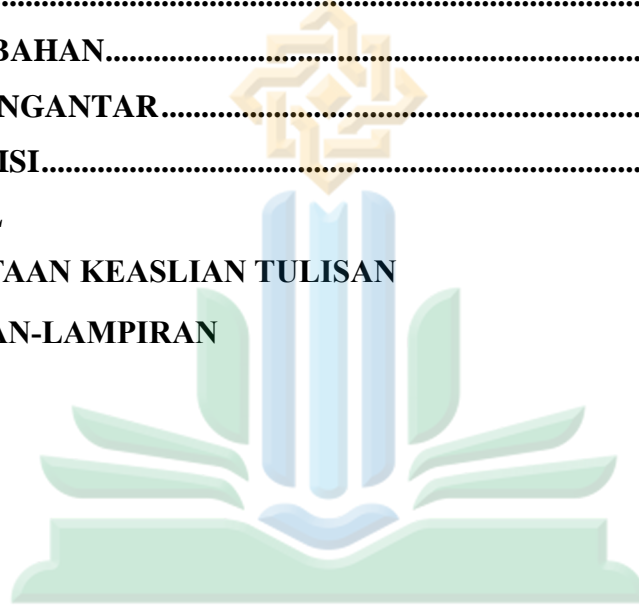 BAHAN
NGANTAR
ISI
TAAN KEASLIAN TULISAN
AN-LAMPIRAN